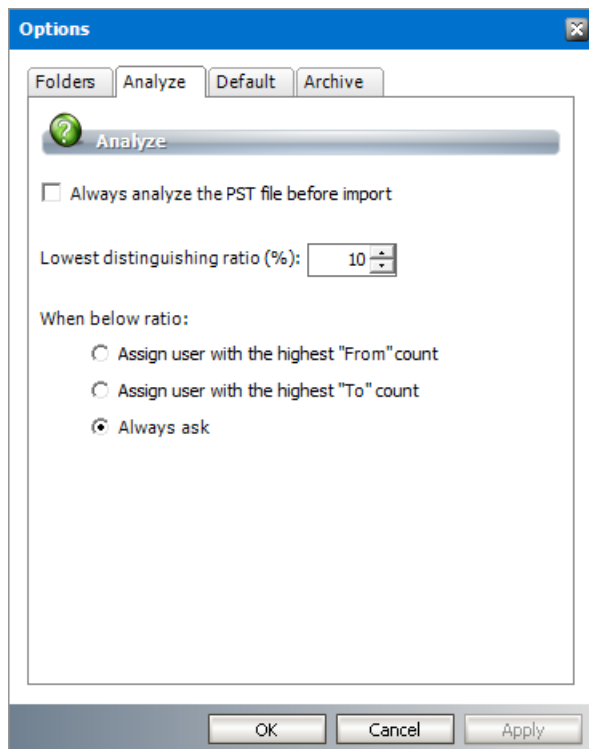 Options
Folders Analyze Default Archive
Analyze
Always analyze the PST file before import
Lowest distinguishing ratio (%): 10
When below ratio:
Assign user with the highest "From" count
Assign user with the highest "To" count
Always ask
OK Cancel Apply